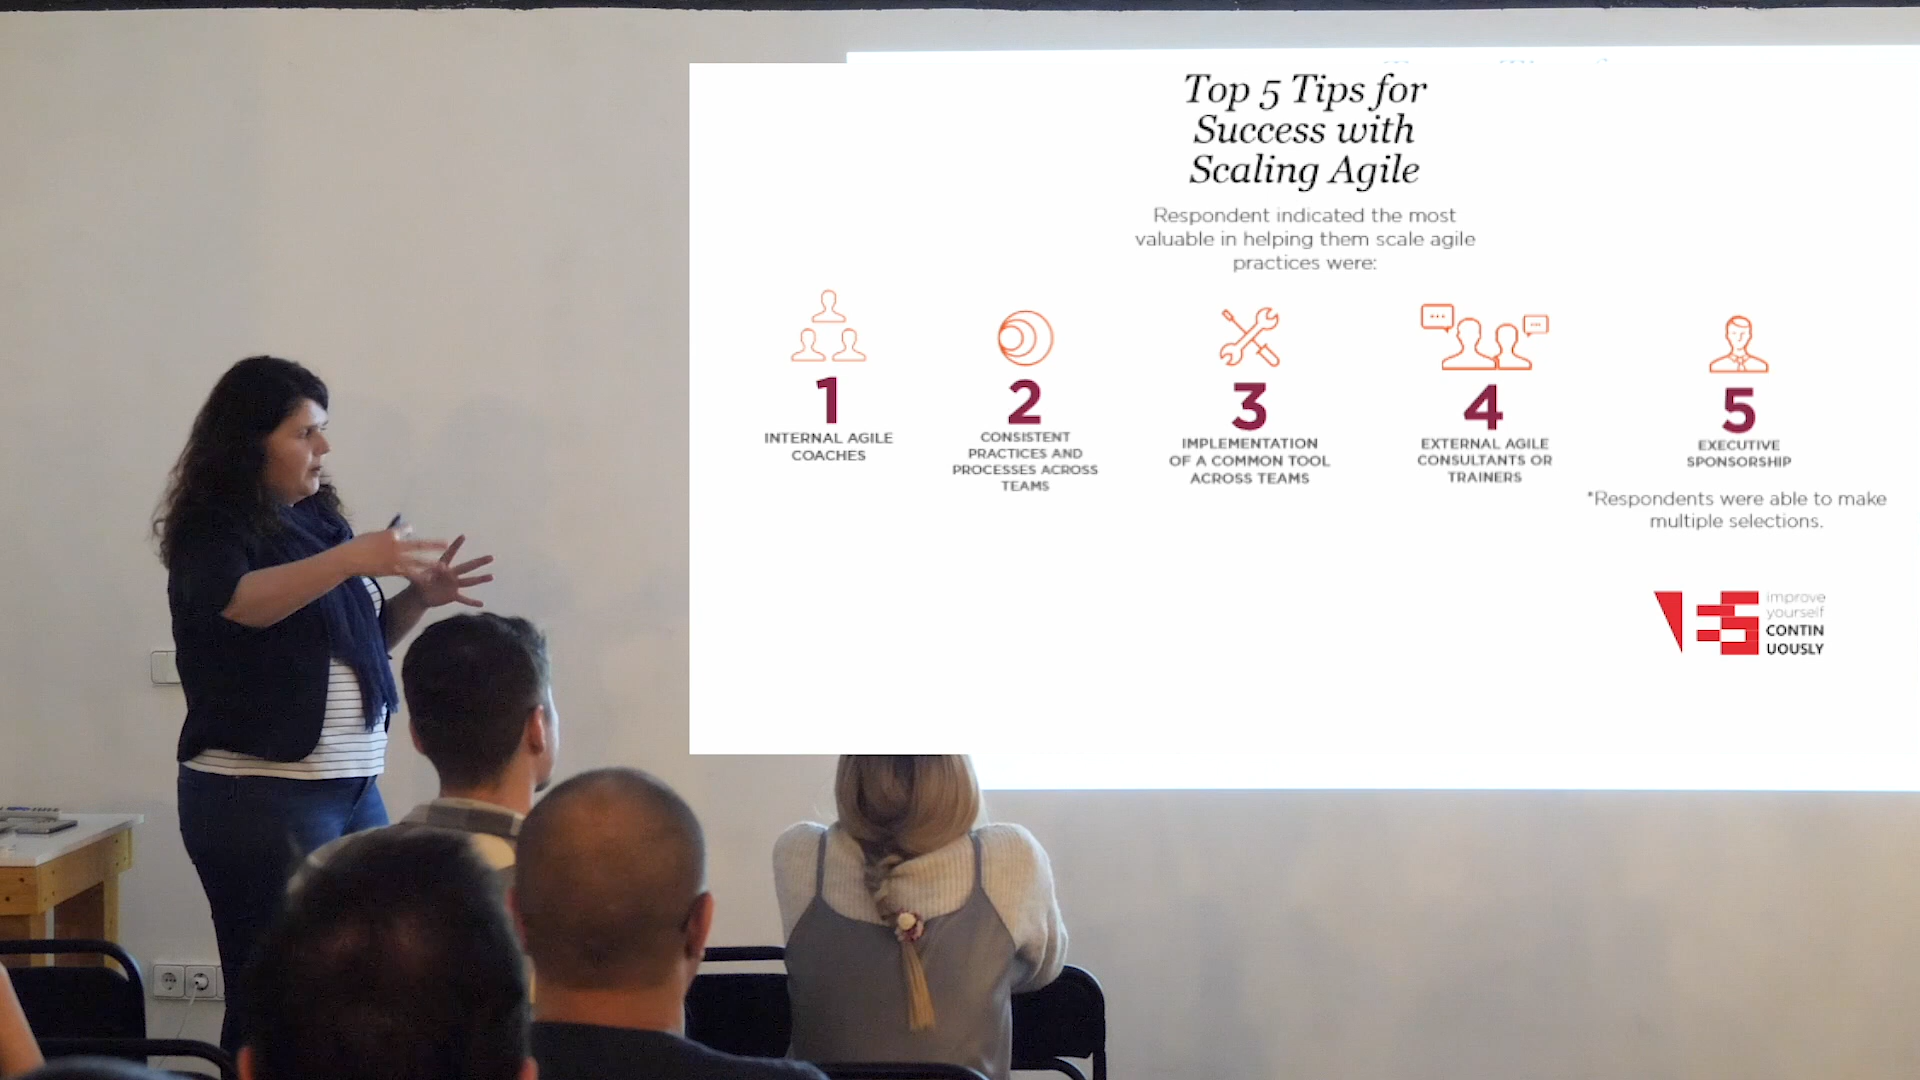 Top 5 Tips for
Success with
Scaling Agile
Respondent indicated the most
valuable in helping them scale agile
practices were:
1
INTERNAL AGILE
COACHES
2
CONSISTENT
PRACTICES AND
PROCESSES ACROSS
TEAMS
3
IMPLEMENTATION
OF A COMMON TOOL
ACROSS TEAMS
4
EXTERNAL AGILE
CONSULTANTS OR
TRAINERS
5
EXECUTIVE
SPONSORSHIP
*Respondents were able to make
multiple selections.
improve
yourself
CONTIN
UOUSLY